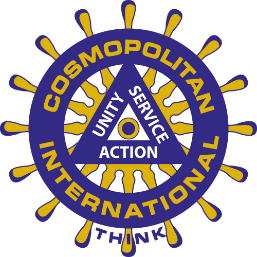 COSMOPOLITAN
UNITY
SERVICE
ACTION
INTERNATIONAL
THINK